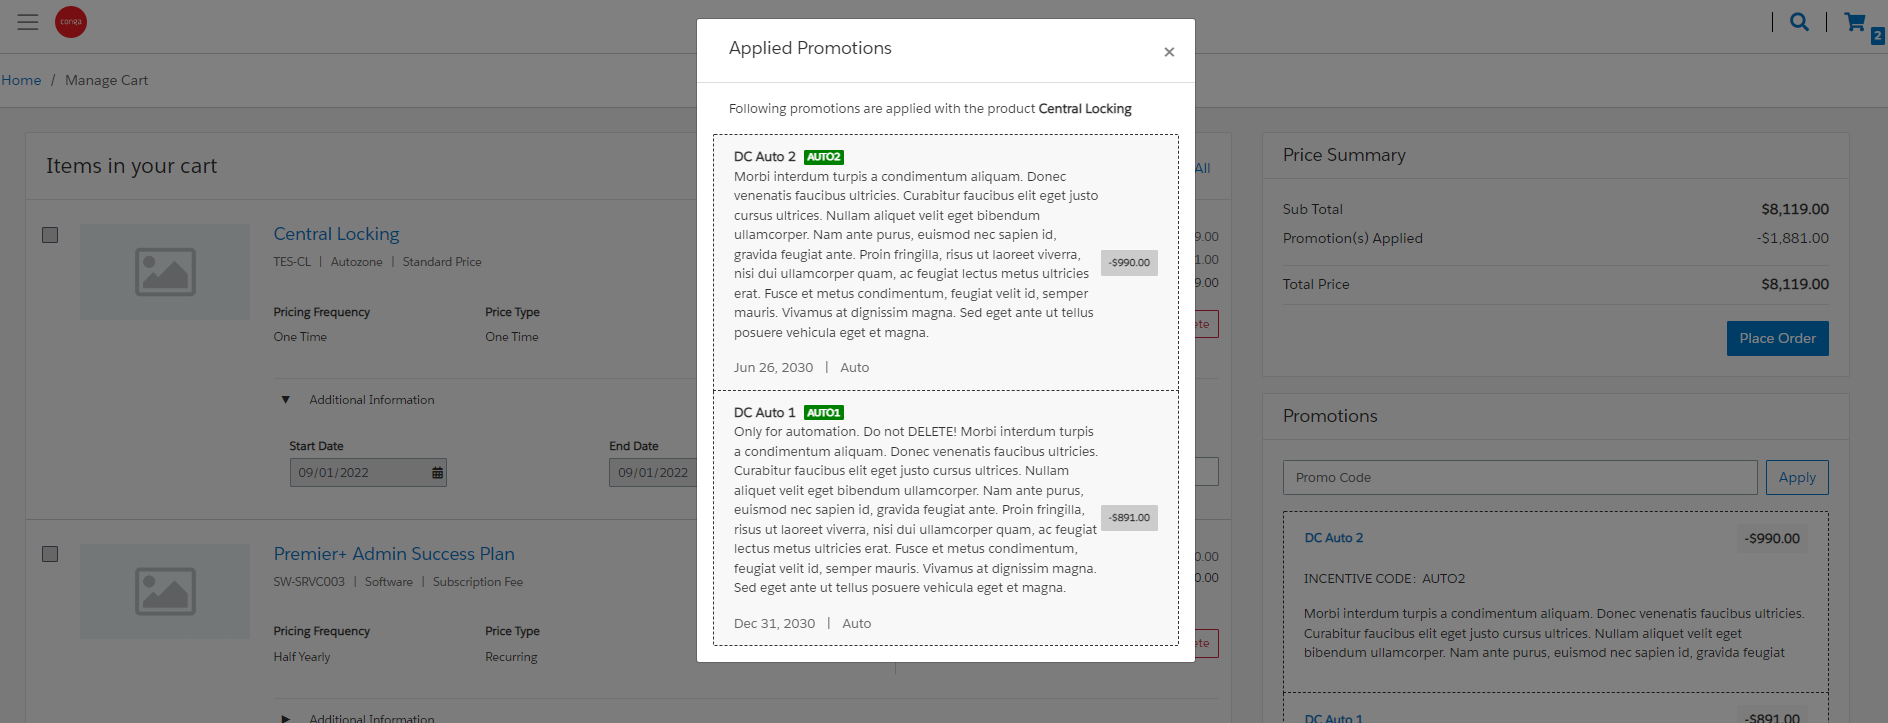 conga
2
Home / Manage Cart
Items in your cart
All
Central Locking
TES-CL | Autozone | Standard Price
9.00
1.00
9.00
Pricing Frequency
Price Type
One Time
One Time
ete
Additional Information
Start Date
End Date
09/01/2022
09/01/2022
Premier+ Admin Success Plan
SW-SRVC003 | Software | Subscription Fee
0.00
0.00
Pricing Frequency
Price Type
Half Yearly
Recurring
ete
Additional Information
Applied Promotions
×
Following promotions are applied with the product Central Locking
DC Auto 2 AUTO2
Morbi interdum turpis a condimentum aliquam. Donec
venenatis faucibus ultricies. Curabitur faucibus elit eget justo
cursus ultrices. Nullam aliquet velit eget bibendum
ullamcorper. Nam ante purus, euismod nec sapien id,
gravida feugiat ante. Proin fringilla, risus ut laoreet viverra,
nisi dui ullamcorper quam, ac feugiat lectus metus ultricies
erat. Fusce et metus condimentum, feugiat velit id, semper
mauris. Vivamus at dignissim magna. Sed eget ante ut tellus
posuere vehicula eget et magna.
-$990.00
Jun 26, 2030 | Auto
DC Auto 1 AUTO1
Only for automation. Do not DELETE! Morbi interdum turpis
a condimentum aliquam. Donec venenatis faucibus ultricies.
Curabitur faucibus elit eget justo cursus ultrices. Nullam
aliquet velit eget bibendum ullamcorper. Nam ante purus,
euismod nec sapien id, gravida feugiat ante. Proin fringilla,
risus ut laoreet viverra, nisi dui ullamcorper quam, ac feugiat
lectus metus ultricies erat. Fusce et metus condimentum,
feugiat velit id, semper mauris. Vivamus at dignissim magna.
Sed eget ante ut tellus posuere vehicula eget et magna.
-$891.00
Dec 31, 2030 | Auto
Price Summary
Sub Total $8,119.00
Promotion(s) Applied -$1,881.00
Total Price $8,119.00
Place Order
Promotions
Promo Code
Apply
DC Auto 2 -$990.00
INCENTIVE CODE: AUTO2
Morbi interdum turpis a condimentum aliquam. Donec venenatis faucibus ultricies.
Curabitur faucibus elit eget justo cursus ultrices. Nullam aliquet velit eget
bibendum ullamcorper. Nam ante purus, euismod nec sapien id, gravida feugiat
DC Auto 1 -$891.00